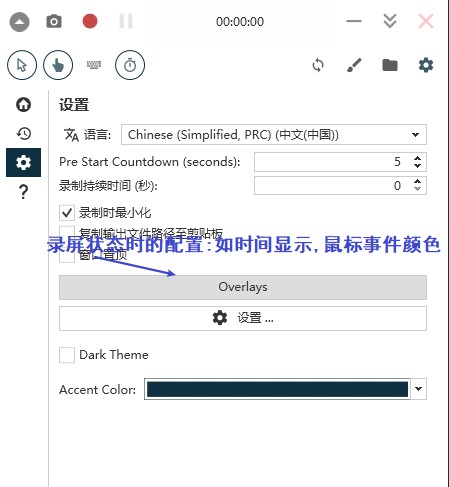 00:00:00
设置
语言: Chinese (Simplified, PRC) (中文(中国))
Pre Start Countdown (seconds): 5
录制持续时间 (秒): 0
录制时最小化
复制输出文件路径至剪贴板
录屏状态时的配置:如时间显示,鼠标事件颜色
窗口置顶
Overlays
设置 ...
Dark Theme
Accent Color: